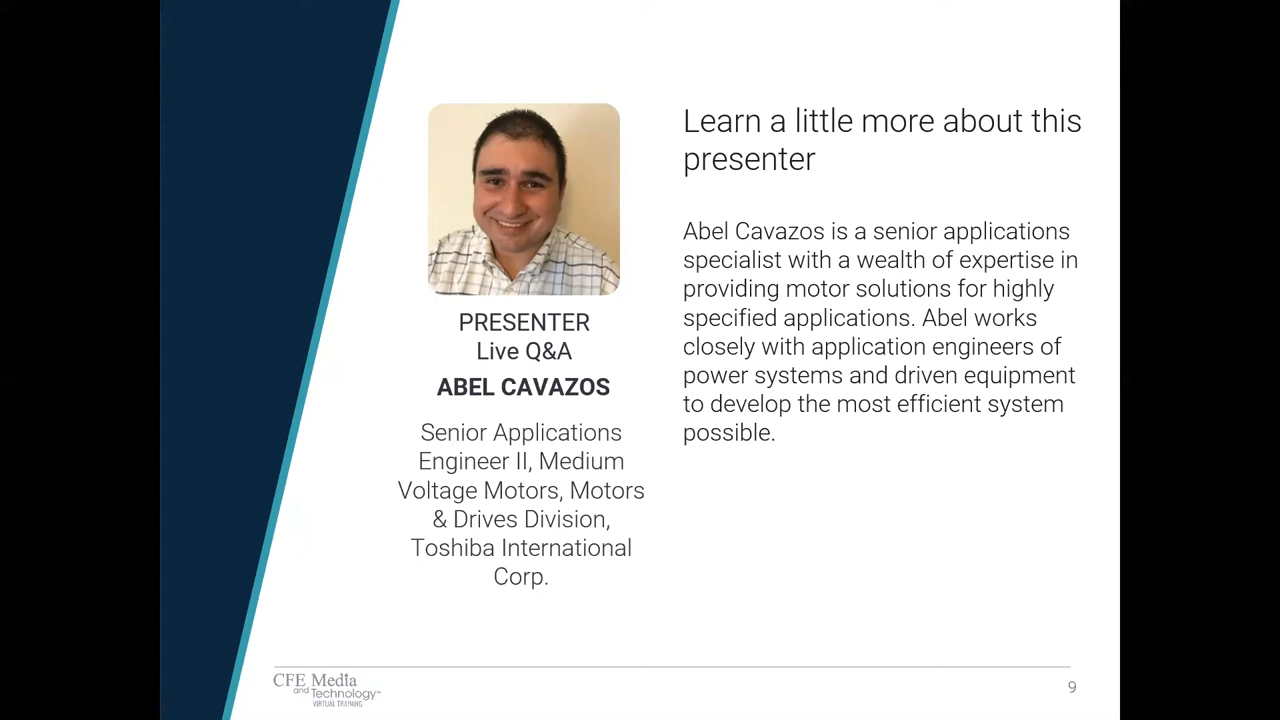 Learn a little more about this
presenter
Abel Cavazos is a senior applications
specialist with a wealth of expertise in
providing motor solutions for highly
specified applications. Abel works
closely with application engineers of
power systems and driven equipment
to develop the most efficient system
possible.
PRESENTER
Live Q&A
ABEL CAVAZOS
Senior Applications
Engineer II, Medium
Voltage Motors, Motors
& Drives Division,
Toshiba International
Corp.
CFE Media
and Technology™
VIRTUAL TRAINING
9